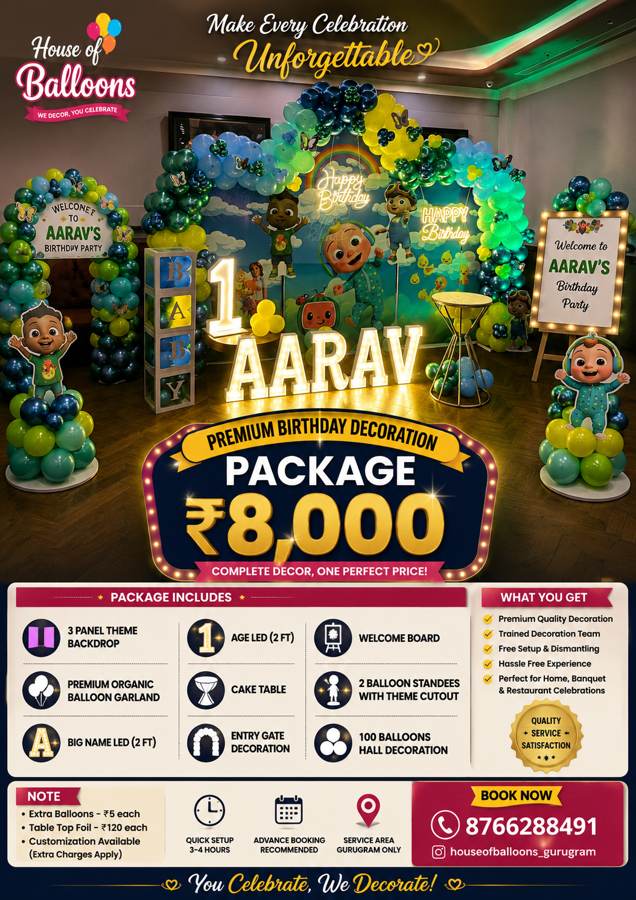 House of
Balloons
WE DECOR, YOU CELEBRATE
Make Every Celebration
Unforgettable
WELCONE T
TO
AARAV'S
BIRTHDAY PARTY
Happy
Birthday
HAPPY
Birthday
Welcome to
AARAV'S
Birthday
Party
B
A
B
Y
1
AARAV
PREMIUM BIRTHDAY DECORATION
PACKAGE
₹8,000
COMPLETE DECOR, ONE PERFECT PRICE!
PACKAGE INCLUDES
3 PANEL THEME
BACKDROP
1
AGE LED (2 FT)
WELCOME BOARD
PREMIUM ORGANIC
BALLOON GARLAND
CAKE TABLE
2 BALLOON STANDEES
WITH THEME CUTOUT
A
BIG NAME LED (2 FT)
ENTRY GATE
DECORATION
100 BALLOONS
HALL DECORATION
WHAT YOU GET
Premium Quality Decoration
Trained Decoration Team
Free Setup & Dismantling
Hassle Free Experience
Perfect for Home, Banquet
& Restaurant Celebrations
QUALITY
SERVICE
SATISFACTION
NOTE
• Extra Balloons - ₹5 each
• Table Top Foil - ₹120 each
• Customization Available
(Extra Charges Apply)
QUICK SETUP
3-4 HOURS
ADVANCE BOOKING
RECOMMENDED
SERVICE AREA
GURUGRAM ONLY
BOOK NOW
8766288491
houseofballoons_gurugram
You Celebrate, We Decorate!